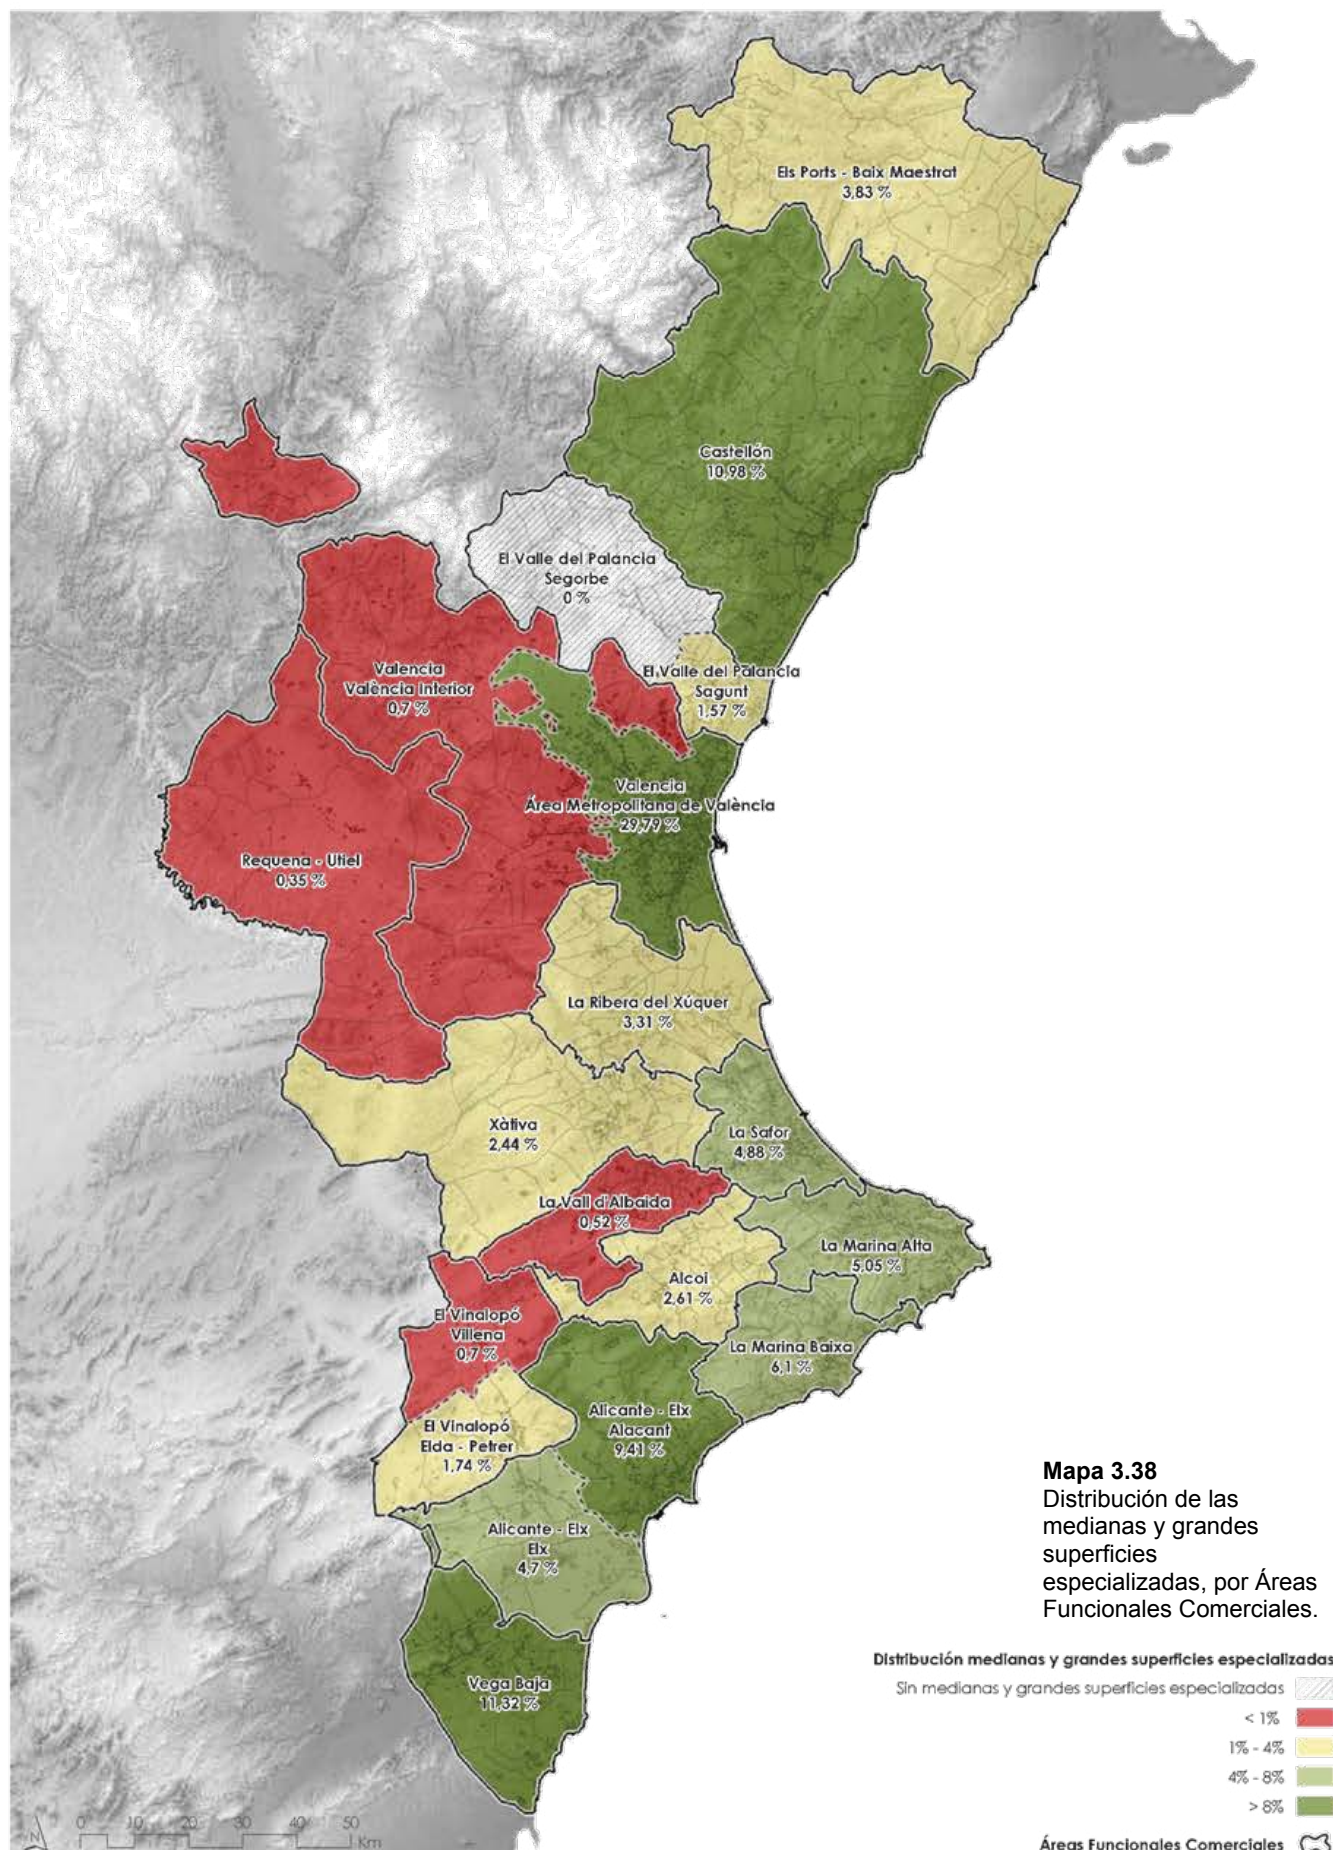 Els Ports - Baix Maestrat
3,83 %
Castellón
10,98 %
El Valle del Palancia
Segorbe
0 %
El Valle del Palancia
Sagunt
1,57 %
Valencia
València Interior
0,7 %
Valencia
Área Metropolitana de València
29,79 %
Requena - Utiel
0,35 %
La Ribera del Xúquer
3,31 %
Xàtiva
2,44 %
La Safor
4,88 %
La Vall d'Albaida
0,52 %
La Marina Alta
5,05 %
Alcoi
2,61 %
El Vinalopó
Villena
0,7 %
La Marina Baixa
6,1 %
Alicante - Elx
Alacant
9,41 %
El Vinalopó
Elda - Petrer
1,74 %
Alicante - Elx
Elx
4,7 %
Vega Baja
11,32 %
Mapa 3.38
Distribución de las
medianas y grandes
superficies
especializadas, por Áreas
Funcionales Comerciales.
Distribución medianas y grandes superficies especializadas
Sin medianas y grandes superficies especializadas
< 1%
1% - 4%
4% - 8%
> 8%
Áreas Funcionales Comerciales
N
0 10 20 30 40 50
Km